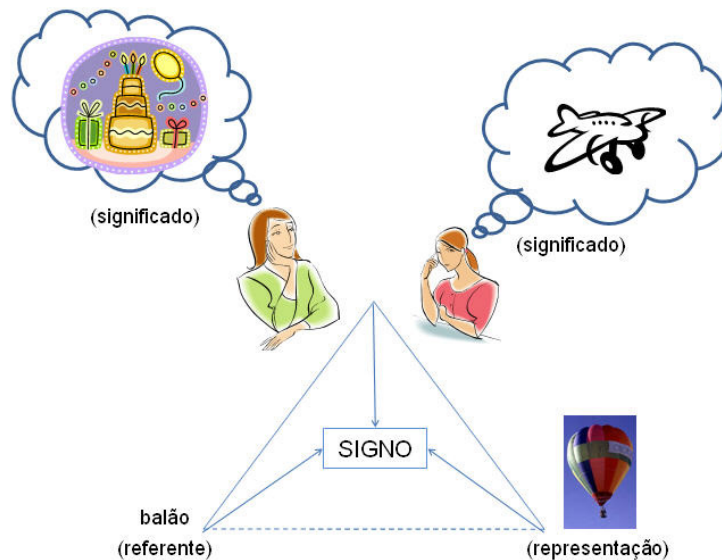 (significado)
(significado)
SIGNO
balão
(referente)
(representação)